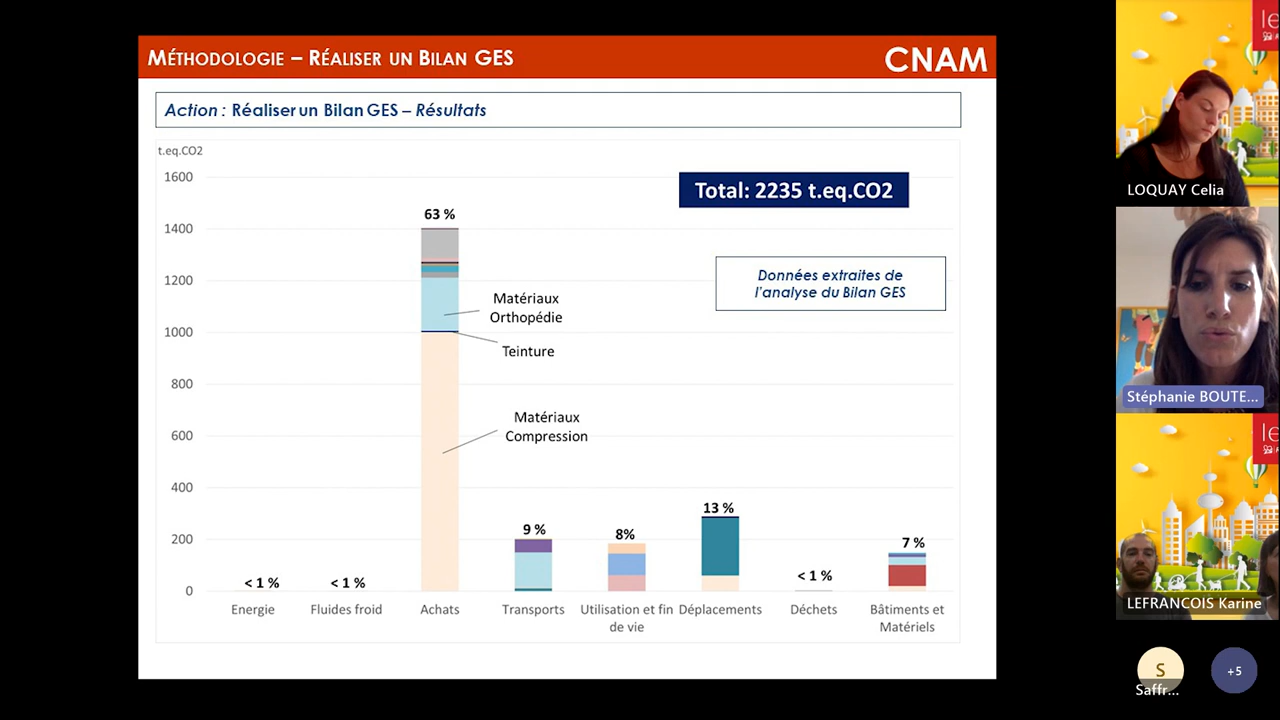 MÉTHODOLOGIE – RÉALISER UN BILAN GES
CNAM
Action : Réaliser un Bilan GES – Résultats
t.eq.CO2
1600
1400
1200
1000
800
600
400
200
0
Total: 2235 t.eq.CO2
Données extraites de
l'analyse du Bilan GES
63 %
Matériaux
Orthopédie
Teinture
Matériaux
Compression
< 1 %
< 1 %
9 %
8%
13 %
< 1 %
7 %
Energie
Fluides froid
Achats
Transports
Utilisation et fin
de vie
Déplacements
Déchets
Bâtiments et
Matériels
le
LOQUAY Celia
Stéphanie BOUTE...
le
LEFRANCOIS Karine
S
Saffr...
+5